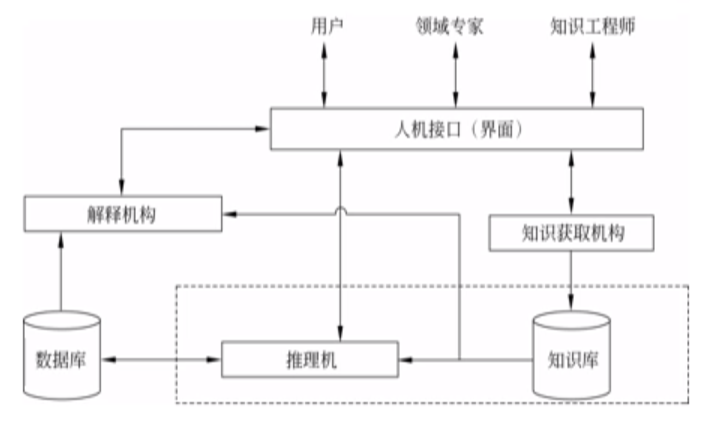 用户
领域专家
知识工程师
人机接口（界面）
解释机构
知识获取机构
数据库
推理机
知识库